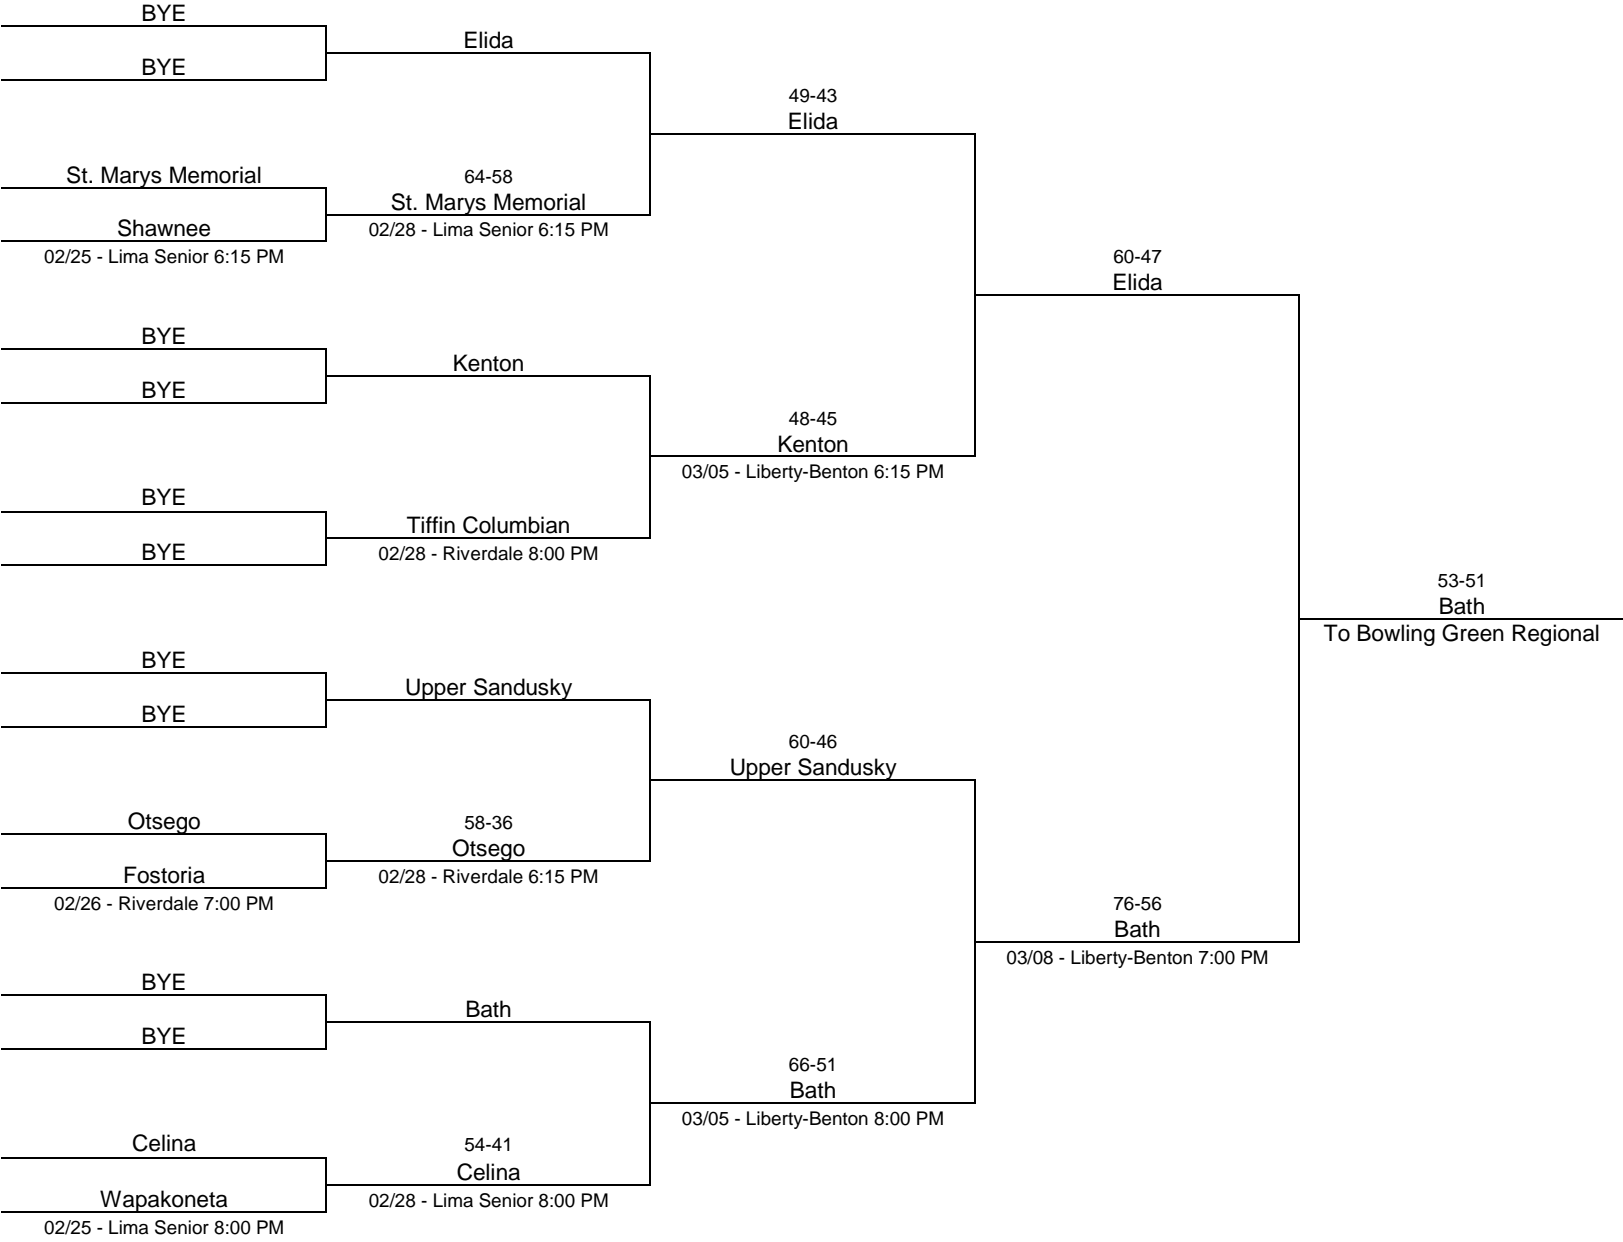 BYE
BYE
Elida
St. Marys Memorial
Shawnee
02/25 - Lima Senior 6:15 PM
64-58
St. Marys Memorial
02/28 - Lima Senior 6:15 PM
49-43
Elida
BYE
BYE
Kenton
BYE
BYE
Tiffin Columbian
02/28 - Riverdale 8:00 PM
48-45
Kenton
03/05 - Liberty-Benton 6:15 PM
60-47
Elida
BYE
BYE
Upper Sandusky
Otsego
Fostoria
02/26 - Riverdale 7:00 PM
58-36
Otsego
02/28 - Riverdale 6:15 PM
60-46
Upper Sandusky
BYE
BYE
Bath
Celina
Wapakoneta
02/25 - Lima Senior 8:00 PM
54-41
Celina
02/28 - Lima Senior 8:00 PM
66-51
Bath
03/05 - Liberty-Benton 8:00 PM
76-56
Bath
03/08 - Liberty-Benton 7:00 PM
53-51
Bath
To Bowling Green Regional